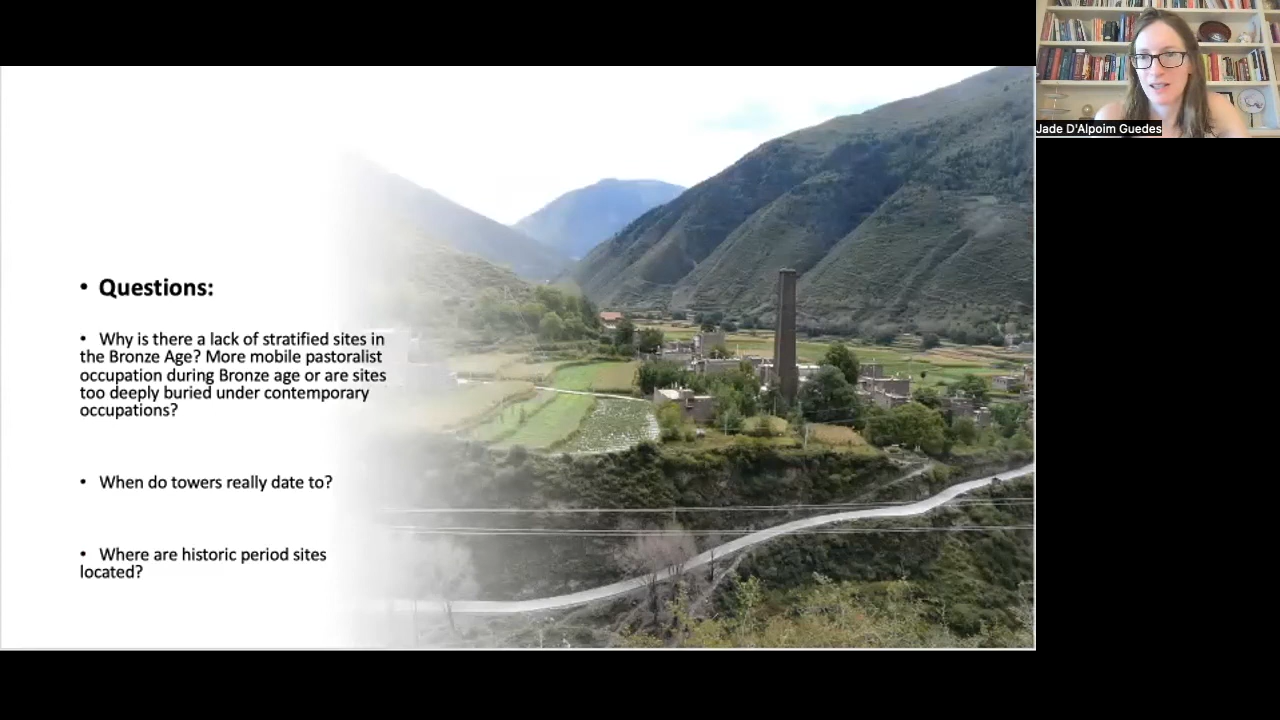 Jade D'Alpoim Guedes
• Questions:
• Why is there a lack of stratified sites in
the Bronze Age? More mobile pastoralist
occupation during Bronze age or are sites
too deeply buried under contemporary
occupations?
• When do towers really date to?
• Where are historic period sites
located?